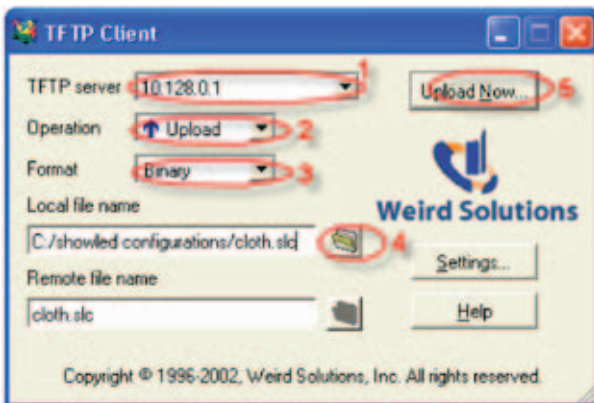 TFTP Client
TFTP server 10.128.0.1 1 Upload Now... 5
Operation Upload 2
Format Binary 3
Weird Solutions
Local file name
C:/showled configurations/cloth.slc 4
Settings...
Remote file name
cloth.slc
Help
Copyright © 1996-2002, Weird Solutions, Inc. All rights reserved.